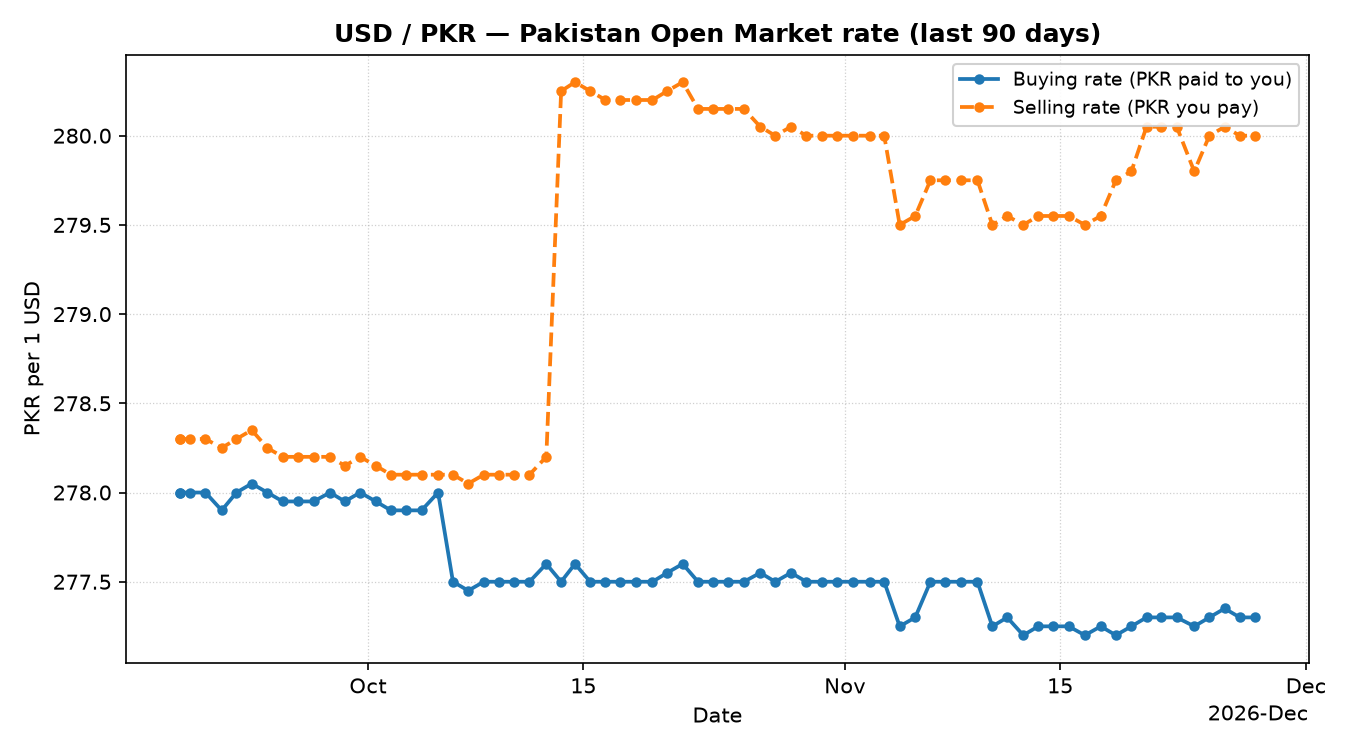 USD / PKR — Pakistan Open Market rate (last 90 days)
Buying rate (PKR paid to you)
Selling rate (PKR you pay)
PKR per 1 USD
280.0
279.5
279.0
278.5
278.0
277.5
Oct
15
Nov
15
Dec
Date
2026-Dec